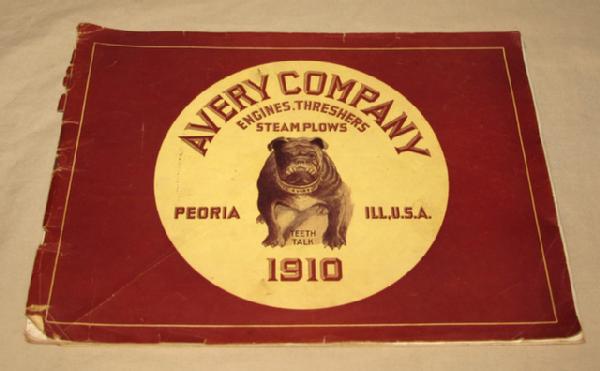 AVERY COMPANY
ENGINES. THRESHERS
STEAM PLOWS
PEORIA ILL., U.S.A.
TEETH
TALK
1910